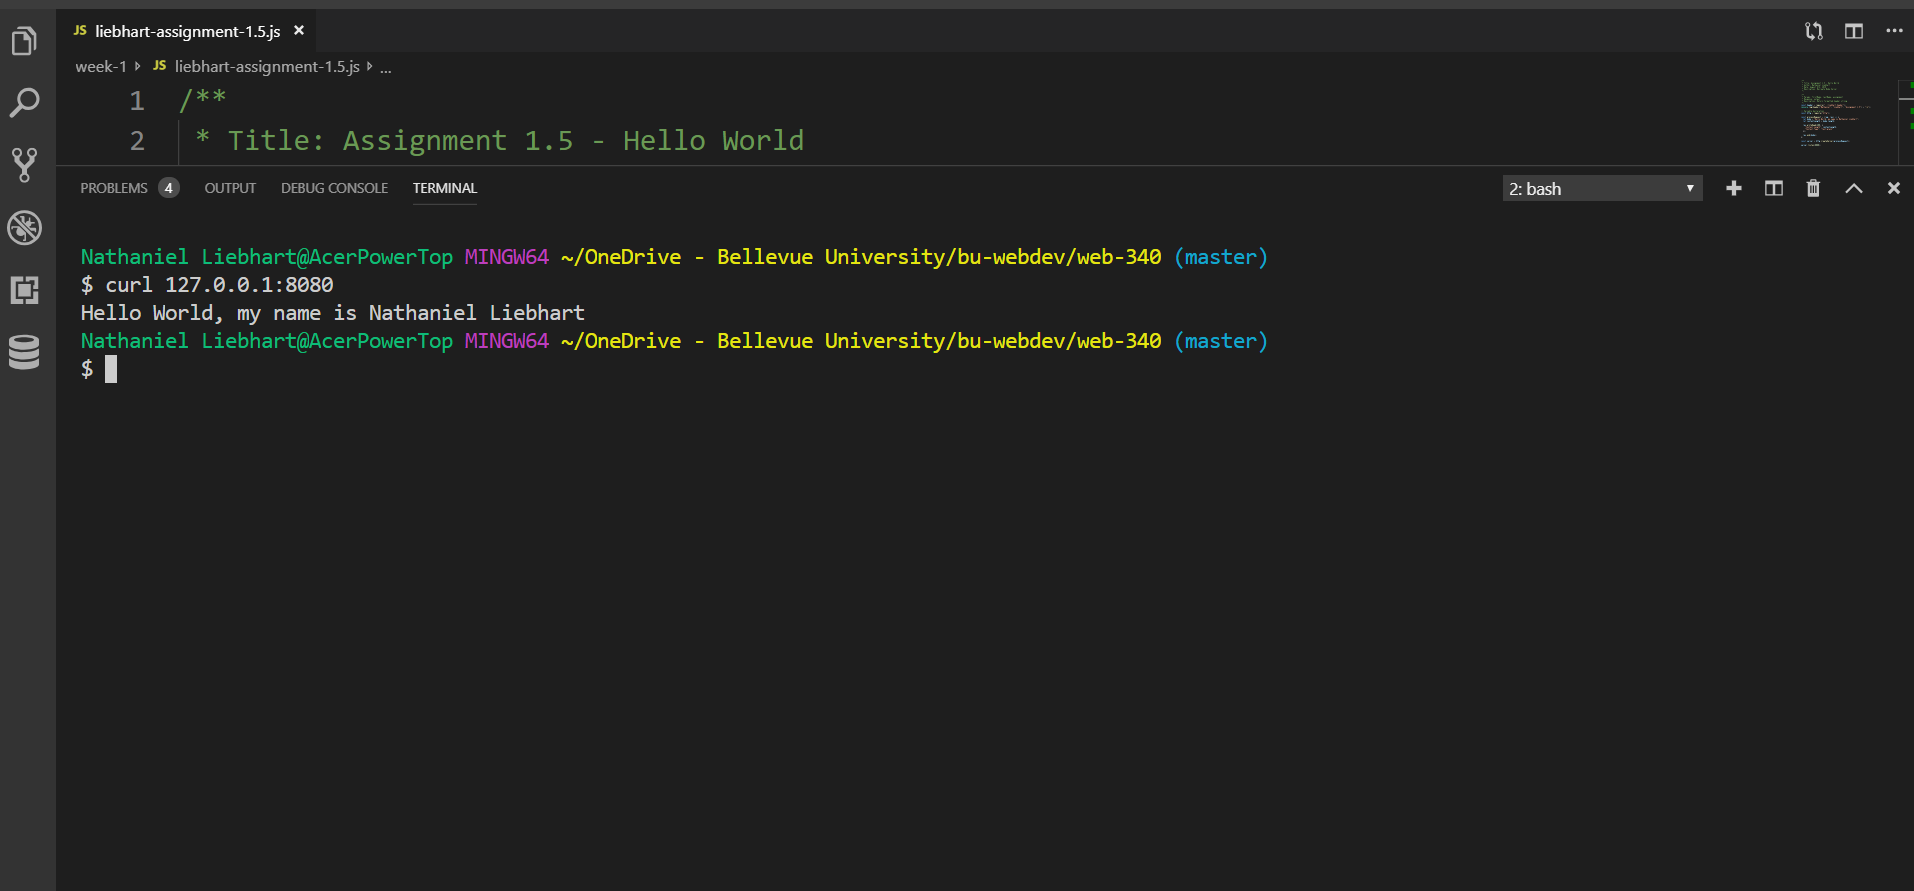 JS liebhart-assignment-1.5.js
week-1 JS liebhart-assignment-1.5.js ...
1 /**
2 * Title: Assignment 1.5 - Hello World
PROBLEMS 4 OUTPUT DEBUG CONSOLE TERMINAL 2: bash
Nathaniel Liebhart@AcerPowerTop MINGW64 ~/OneDrive - Bellevue University/bu-webdev/web-340 (master)
$ curl 127.0.0.1:8080
Hello World, my name is Nathaniel Liebhart
Nathaniel Liebhart@AcerPowerTop MINGW64 ~/OneDrive - Bellevue University/bu-webdev/web-340 (master)
$